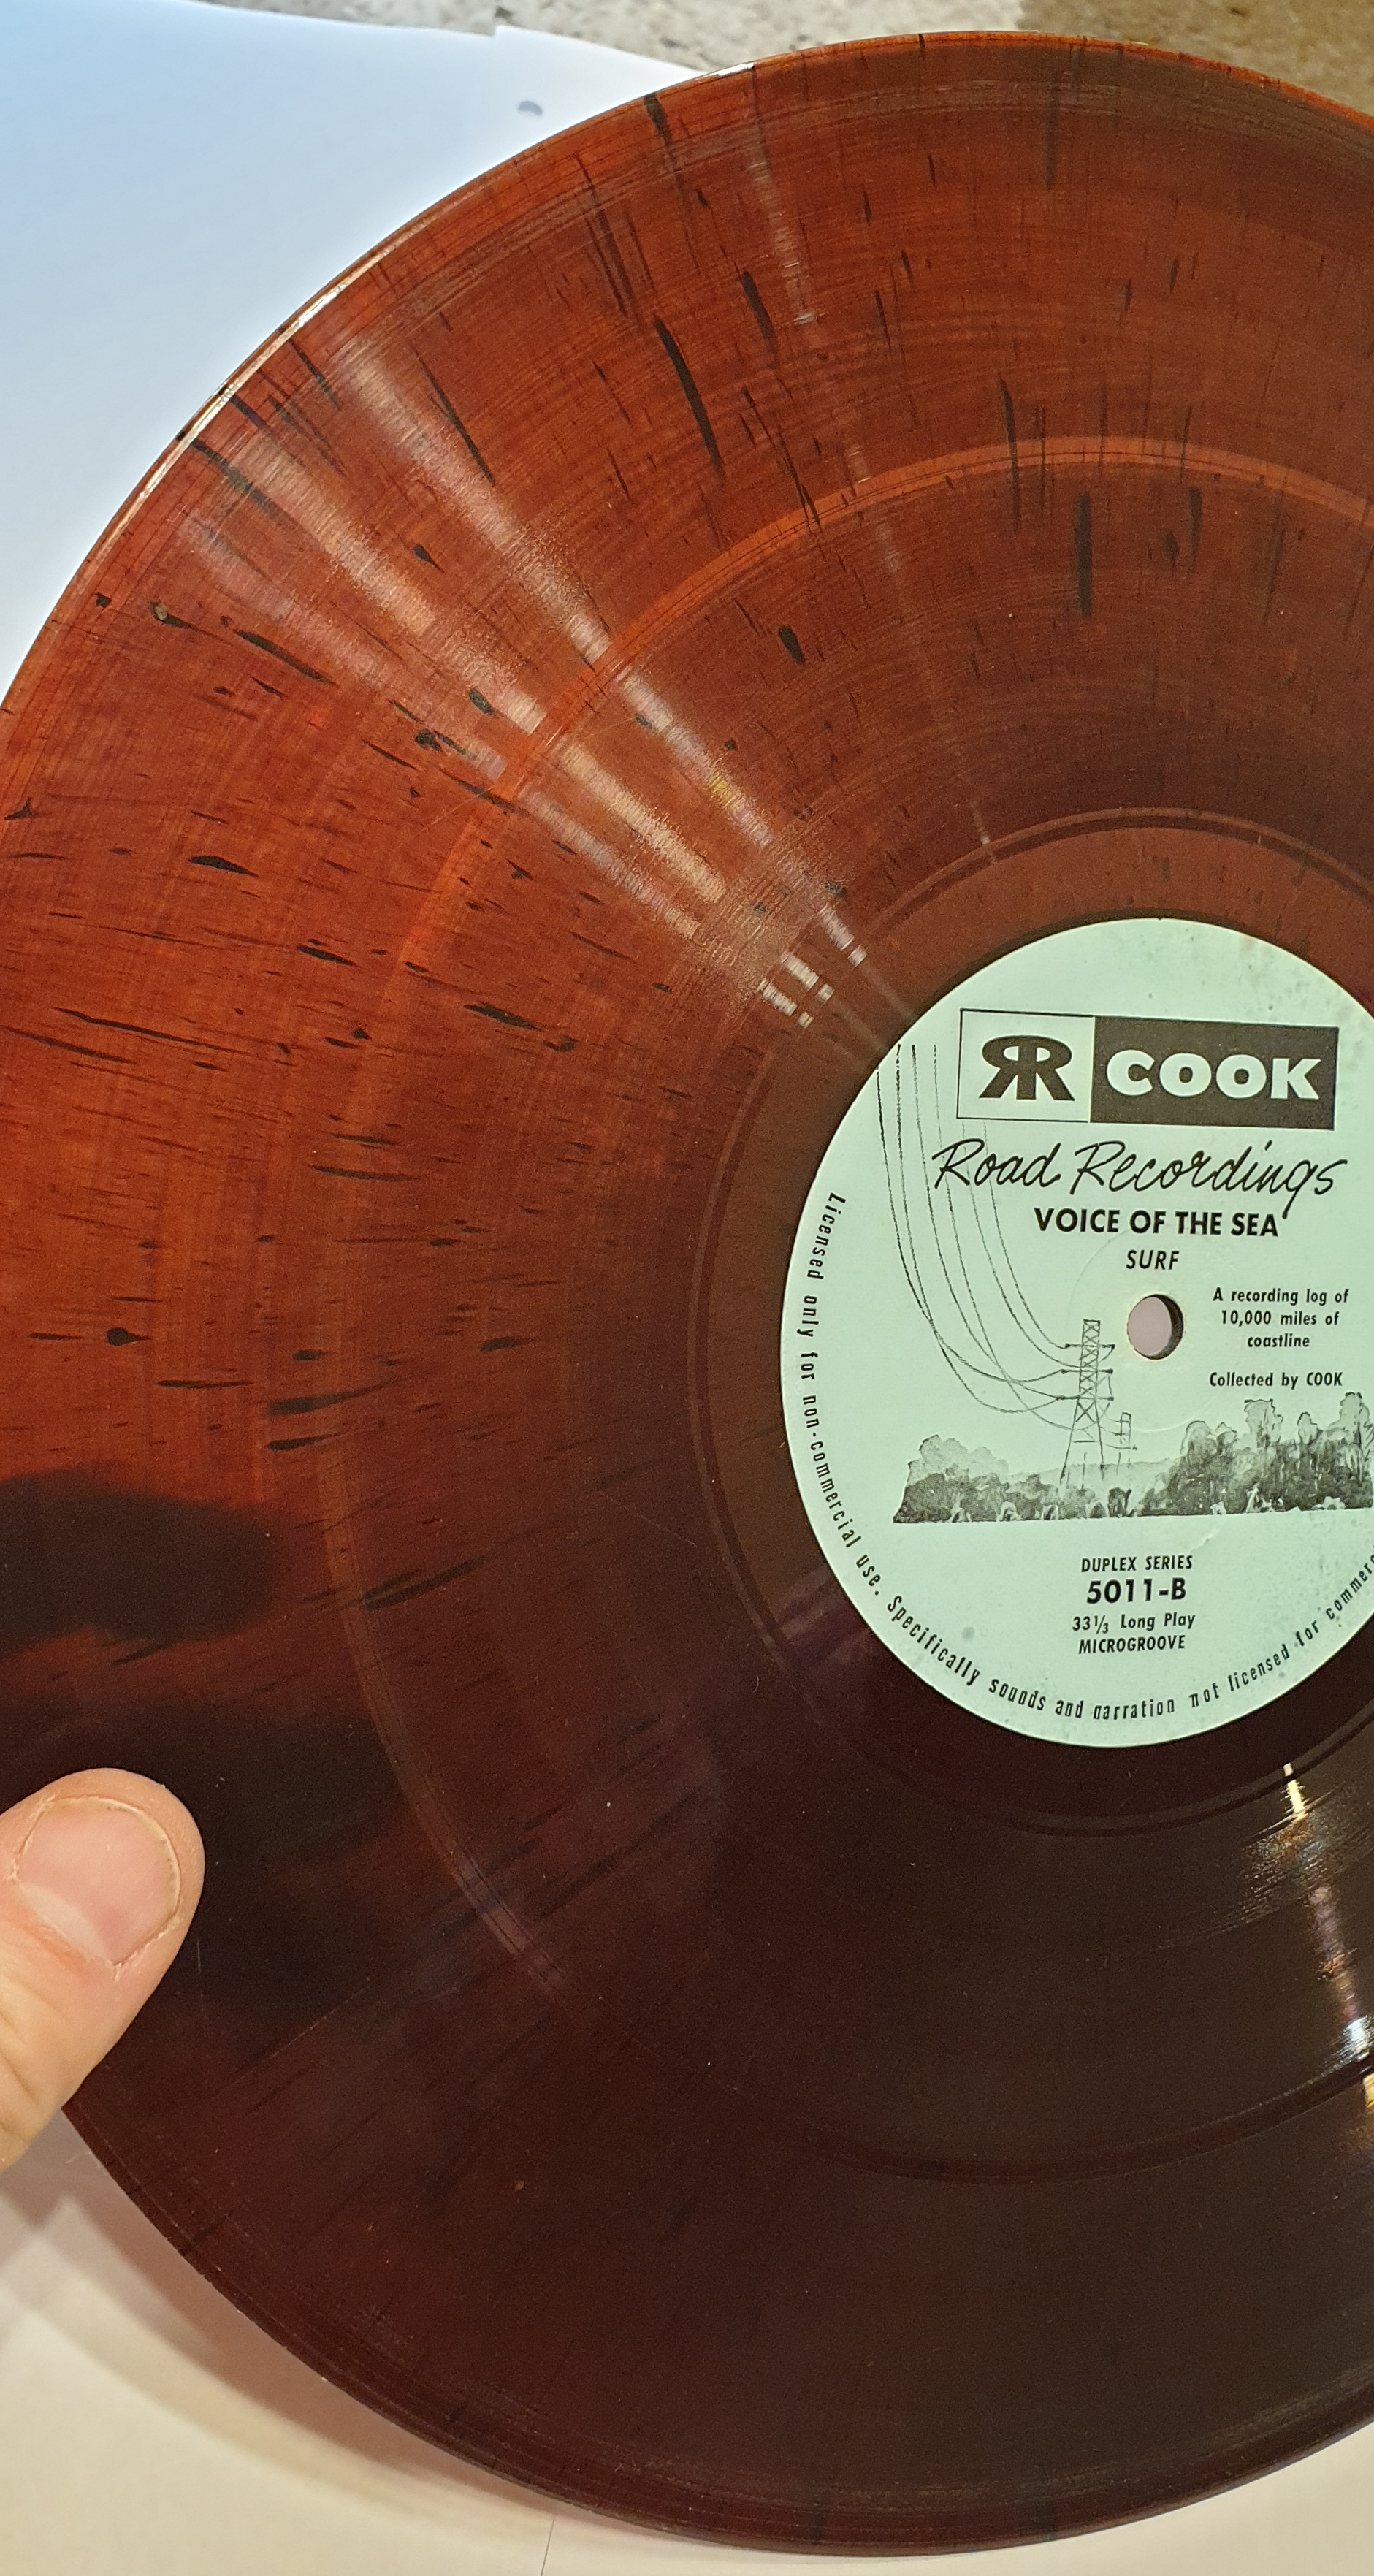 RR COOK
Road Recordings
VOICE OF THE SEA
SURF
A recording log of
10,000 miles of
coastline
Collected by COOK
DUPLEX SERIES
5011-B
33⅓ Long Play
MICROGROOVE
Licensed only for non-commercial use. Specifically sounds and narration not licensed for